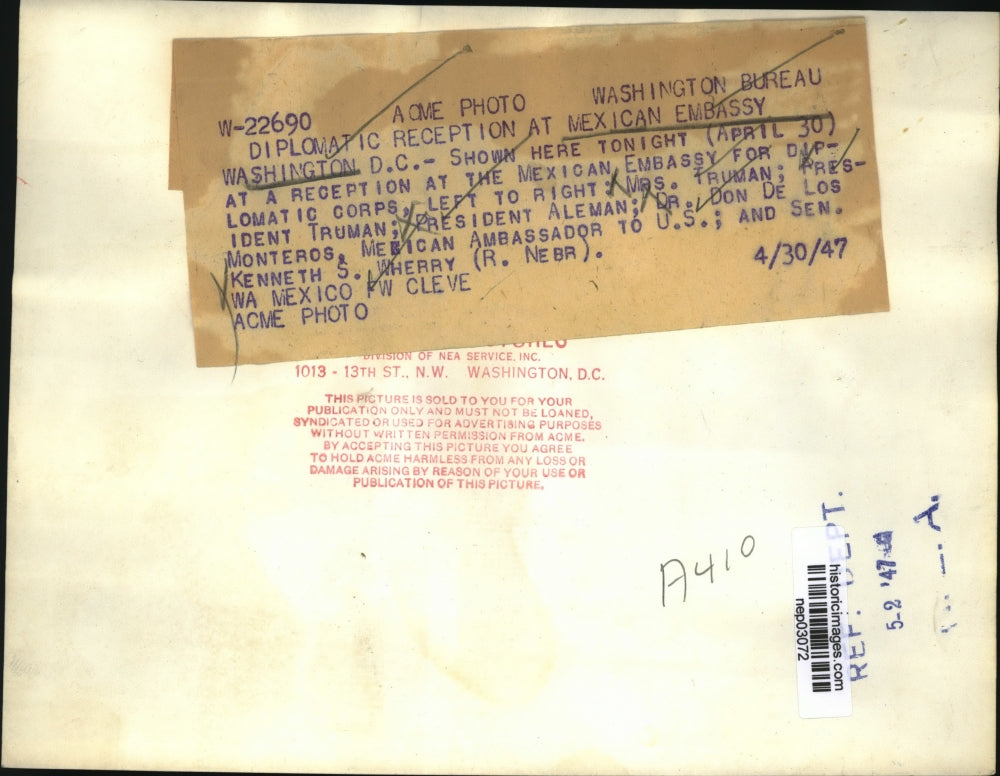 W-22690 ACME PHOTO WASHINGTON BUREAU
DIPLOMATIC RECEPTION AT MEXICAN EMBASSY
WASHINGTON D.C.- SHOWN HERE TONIGHT (APRIL 30)
AT A RECEPTION AT THE MEXICAN EMBASSY FOR DIP-
LOMATIC CORPS, LEFT TO RIGHT: MRS. TRUMAN; PRES-
IDENT TRUMAN; PRESIDENT ALEMAN; DR. DON DE LOS
MONTEROS, MEXICAN AMBASSADOR TO U.S.; AND SEN.
KENNETH S. WHERRY (R. NEBR). 4/30/47
WA MEXICO FW CLEVE
ACME PHOTO
DIVISION OF NEA SERVICE, INC.
1013 - 13TH ST., N.W. WASHINGTON, D.C.
THIS PICTURE IS SOLD TO YOU FOR YOUR
PUBLICATION ONLY AND MUST NOT BE LOANED,
SYNDICATED OR USED FOR ADVERTISING PURPOSES
WITHOUT WRITTEN PERMISSION FROM ACME.
BY ACCEPTING THIS PICTURE YOU AGREE
TO HOLD ACME HARMLESS FROM ANY LOSS OR
DAMAGE ARISING BY REASON OF YOUR USE OR
PUBLICATION OF THIS PICTURE.
A410
historicimages.com
nep03072
REF. DEPT.
5-2 '47
A.